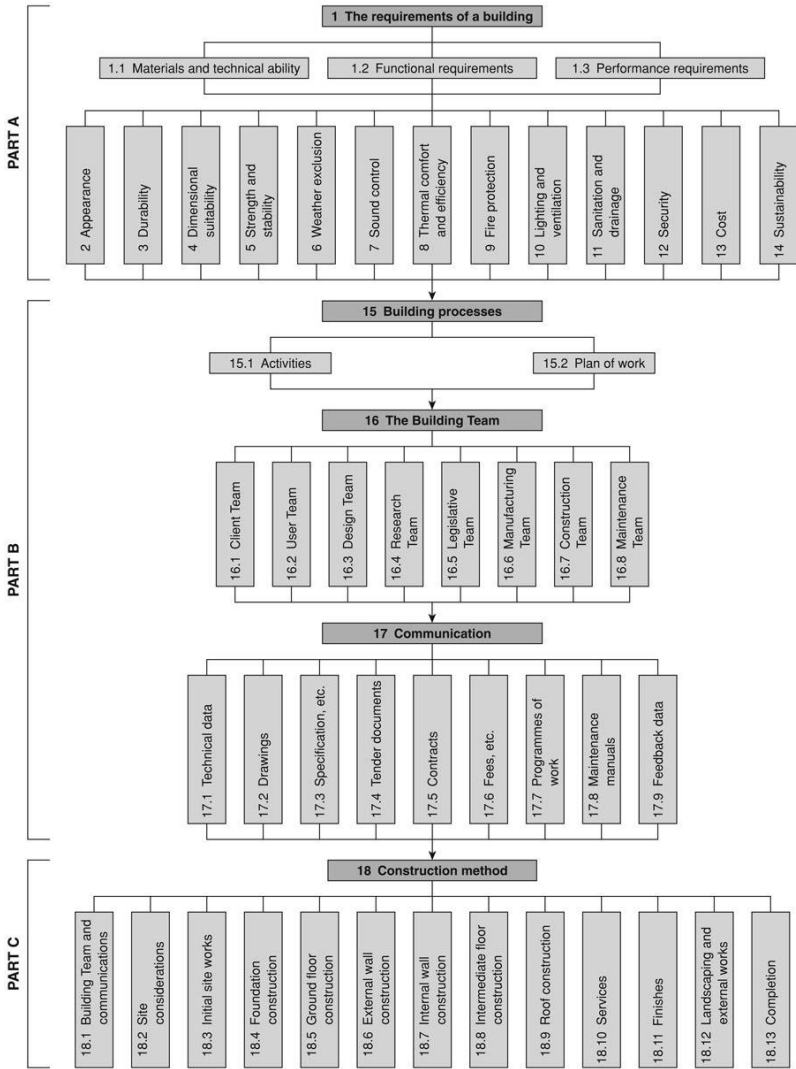 PART A
1 The requirements of a building
1.1 Materials and technical ability
1.2 Functional requirements
1.3 Performance requirements
2 Appearance
3 Durability
4 Dimensional
suitability
5 Strength and
stability
6 Weather exclusion
7 Sound control
8 Thermal comfort
and efficiency
9 Fire protection
10 Lighting and
ventilation
11 Sanitation and
drainage
12 Security
13 Cost
14 Sustainability
PART B
15 Building processes
15.1 Activities
15.2 Plan of work
16 The Building Team
16.1 Client Team
16.2 User Team
16.3 Design Team
16.4 Research
Team
16.5 Legislative
Team
16.6 Manufacturing
Team
16.7 Construction
Team
16.8 Maintenance
Team
17 Communication
17.1 Technical data
17.2 Drawings
17.3 Specification, etc.
17.4 Tender documents
17.5 Contracts
17.6 Fees, etc.
17.7 Programmes of
work
17.8 Maintenance
manuals
17.9 Feedback data
PART C
18 Construction method
18.1 Building Team and
communications
18.2 Site
considerations
18.3 Initial site works
18.4 Foundation
construction
18.5 Ground floor
construction
18.6 External wall
construction
18.7 Internal wall
construction
18.8 Intermediate floor
construction
18.9 Roof construction
18.10 Services
18.11 Finishes
18.12 Landscaping and
external works
18.13 Completion